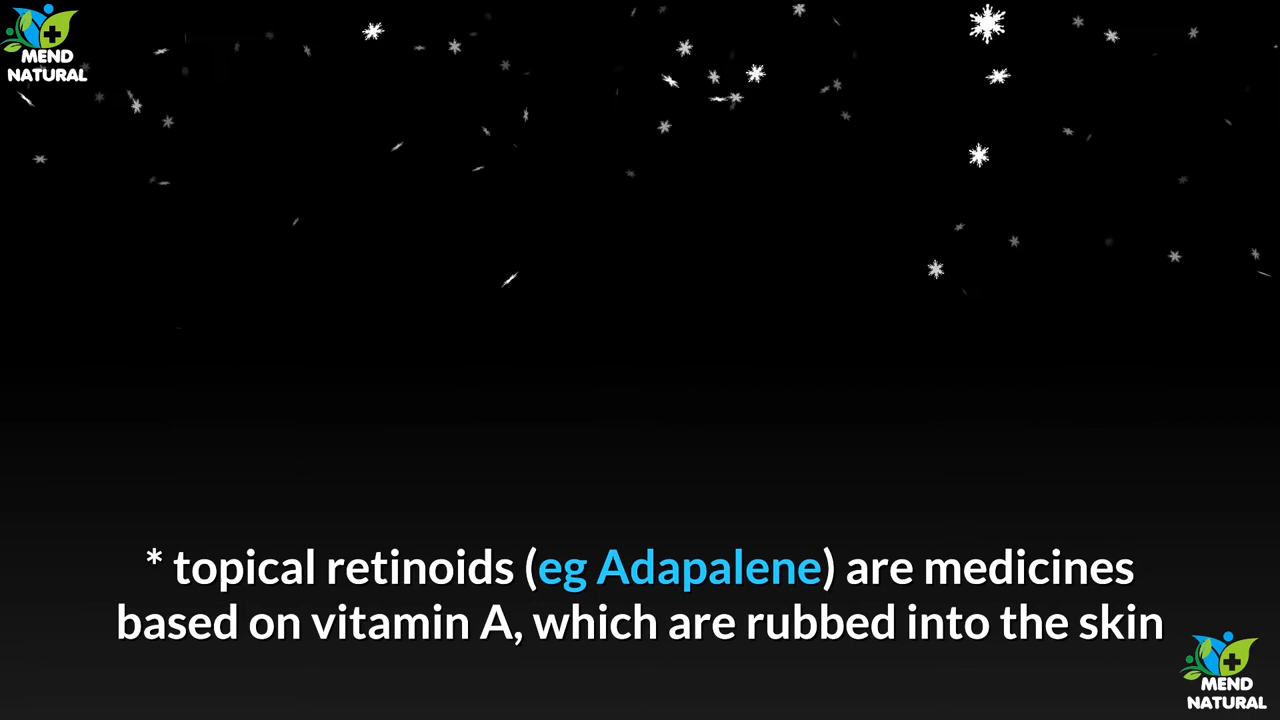 MEND
NATURAL
* topical retinoids (eg Adapalene) are medicines
based on vitamin A, which are rubbed into the skin
MEND
NATURAL